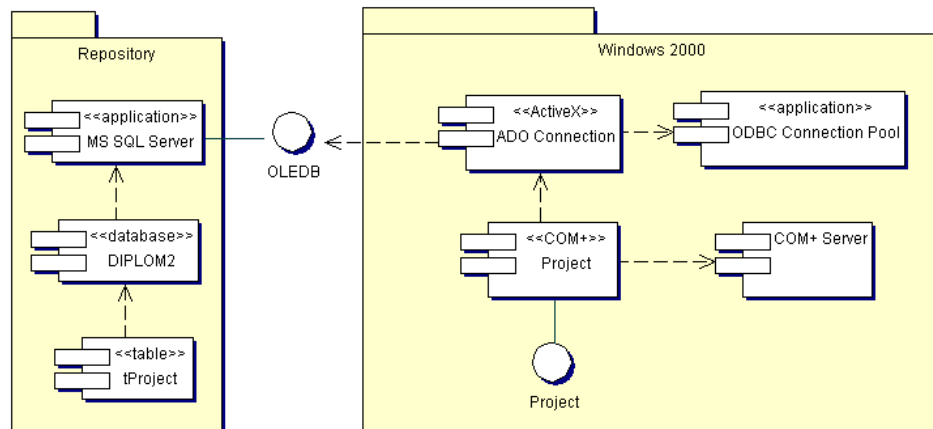 Repository
<<application>>
MS SQL Server
<<database>>
DIPLOM2
<<table>>
tProject
OLEDB
Windows 2000
<<ActiveX>>
ADO Connection
<<application>>
ODBC Connection Pool
<<COM+>>
Project
COM+ Server
Project